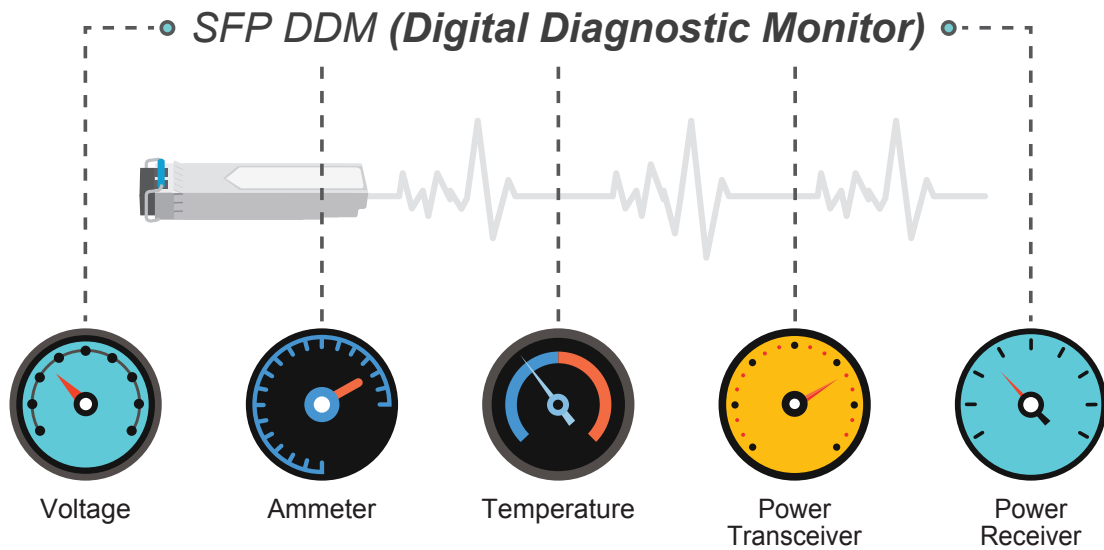 SFP DDM (Digital Diagnostic Monitor)
Voltage
Ammeter
Temperature
Power
Transceiver
Power
Receiver